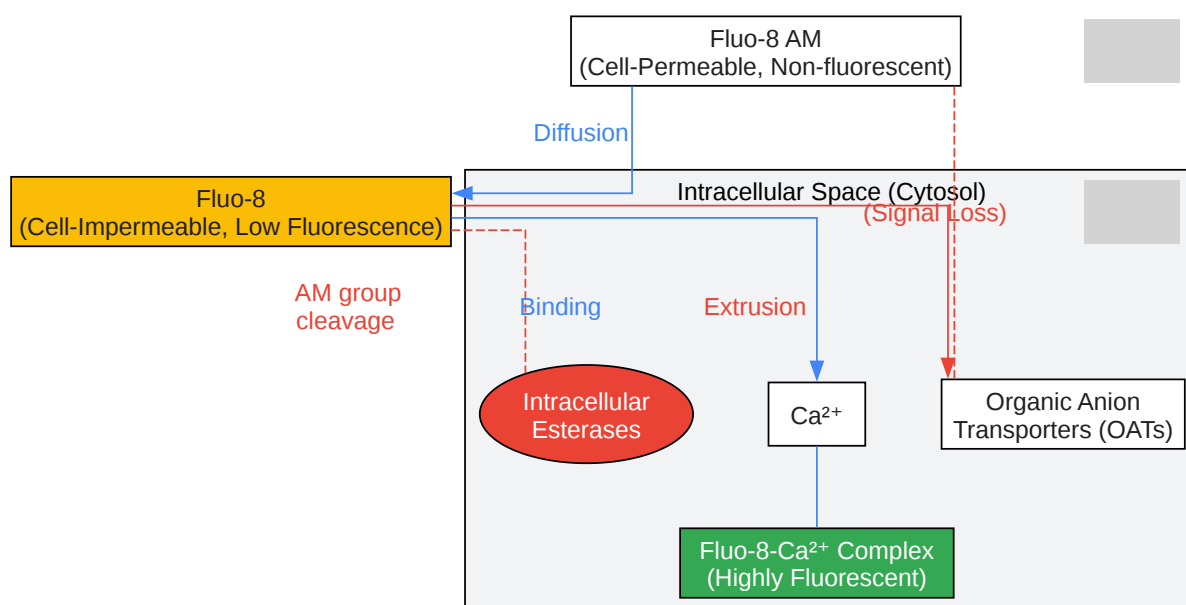 Fluo-8 AM
(Cell-Permeable, Non-fluorescent)
Diffusion
Intracellular Space (Cytosol)
Fluo-8
(Cell-Impermeable, Low Fluorescence)
(Signal Loss)
AM group
cleavage
Binding
Extrusion
Intracellular
Esterases
Ca²⁺
Organic Anion
Transporters (OATs)
Fluo-8-Ca²⁺ Complex
(Highly Fluorescent)